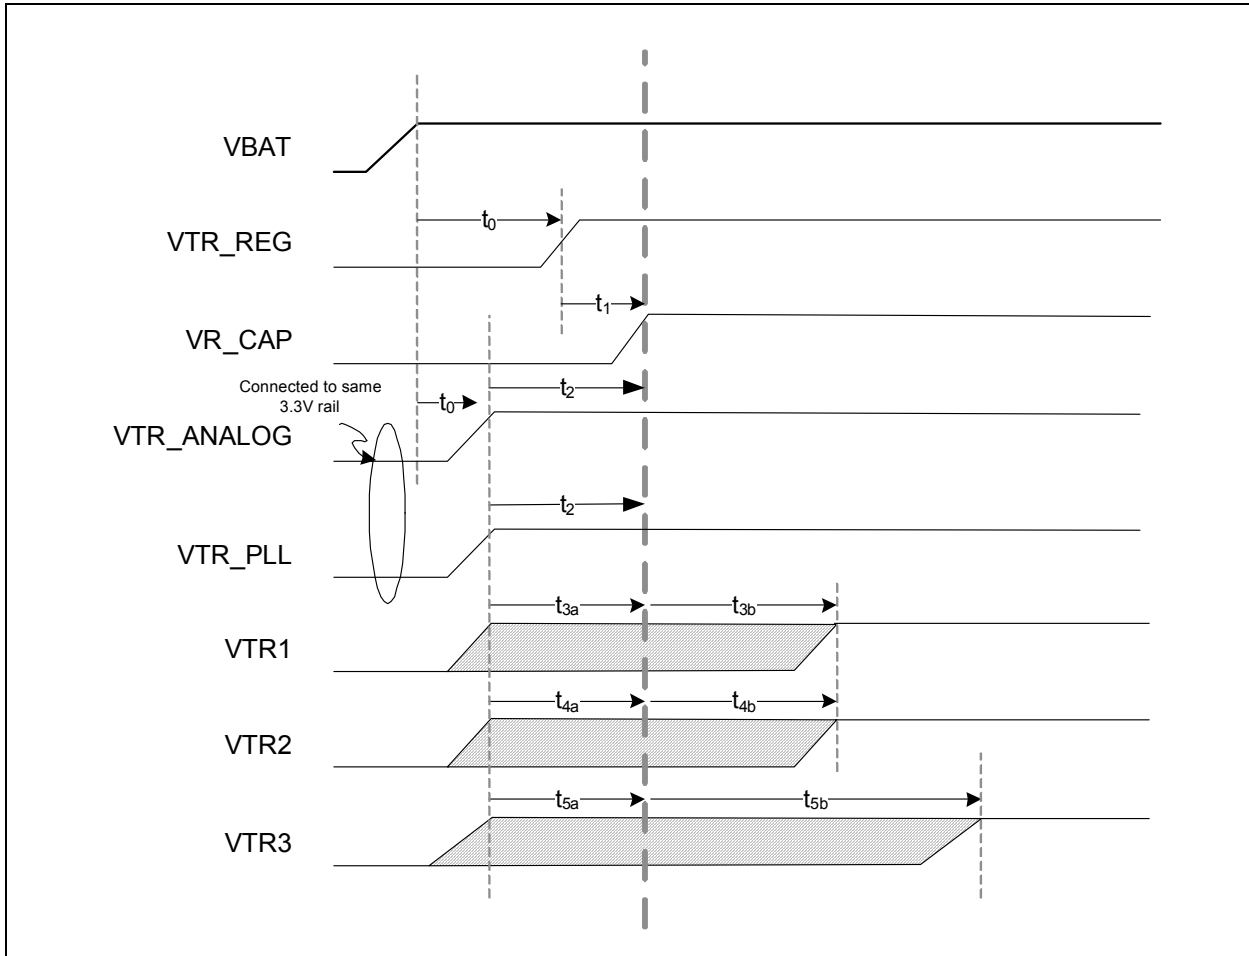 VBAT
t0
VTR_REG
t1
VR_CAP
Connected to same
3.3V rail
t2
t0
VTR_ANALOG
t2
VTR_PLL
t3a t3b
VTR1
t4a t4b
VTR2
t5a t5b
VTR3